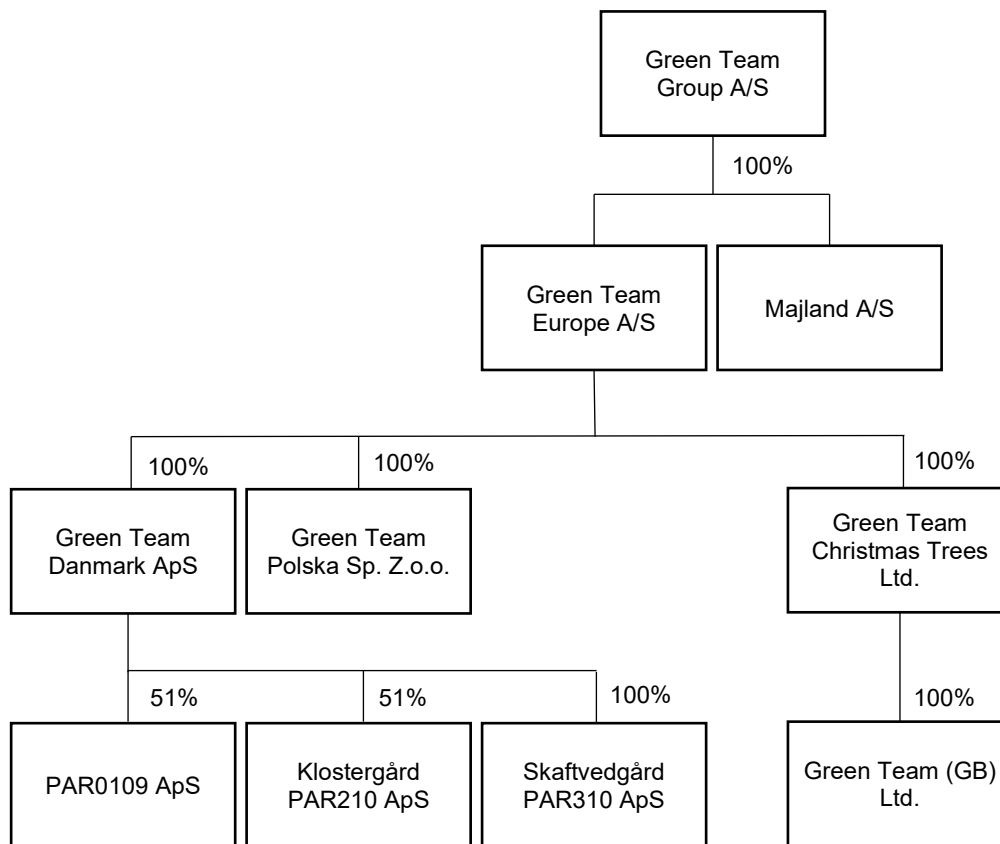 Green Team
Group A/S
100%
Green Team
Europe A/S
Majland A/S
100%
100%
100%
Green Team
Danmark ApS
Green Team
Polska Sp. Z.o.o.
Green Team
Christmas Trees
Ltd.
51%
51%
100%
100%
PAR0109 ApS
Klostergård
PAR210 ApS
Skaftvedgård
PAR310 ApS
Green Team (GB)
Ltd.